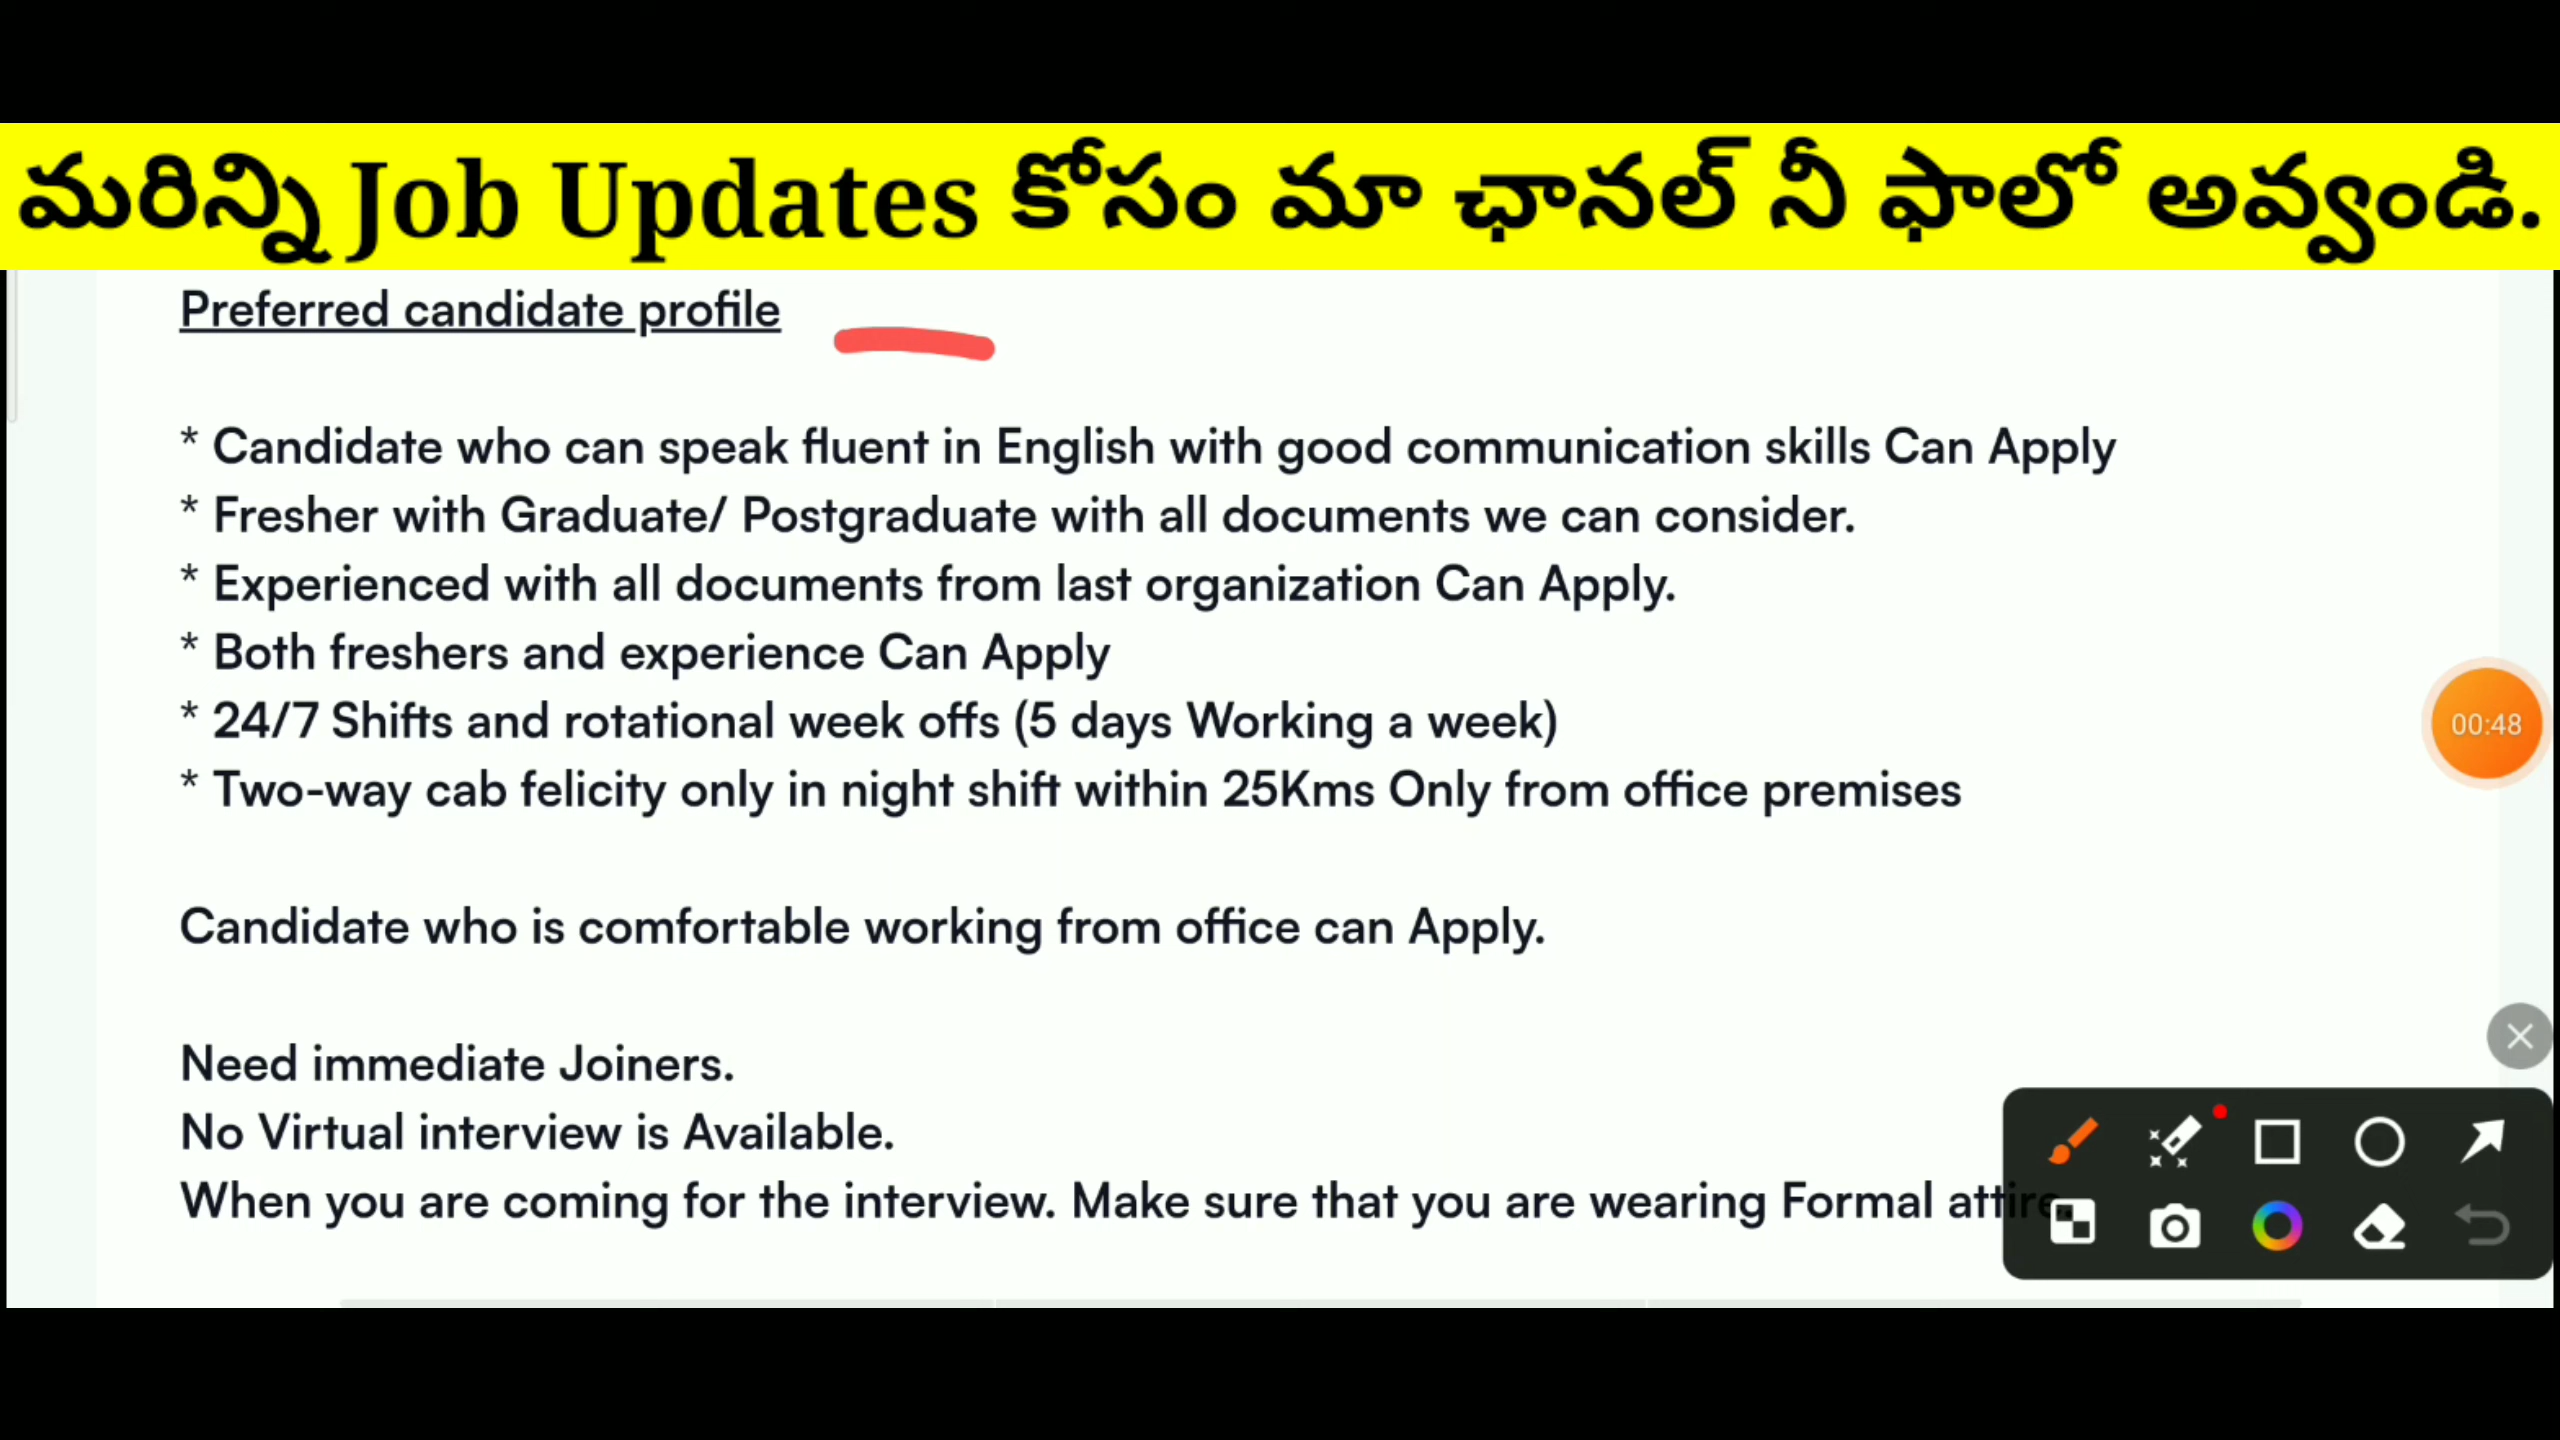 మరిన్ని Job Updates కోసం మా ఛానల్ నీ ఫాలో అవ్వండి.
Preferred candidate profile
* Candidate who can speak fluent in English with good communication skills Can Apply
* Fresher with Graduate/ Postgraduate with all documents we can consider.
* Experienced with all documents from last organization Can Apply.
* Both freshers and experience Can Apply
* 24/7 Shifts and rotational week offs (5 days Working a week)
* Two-way cab felicity only in night shift within 25Kms Only from office premises
00:48
Candidate who is comfortable working from office can Apply.
Need immediate Joiners.
No Virtual interview is Available.
When you are coming for the interview. Make sure that you are wearing Formal attire.